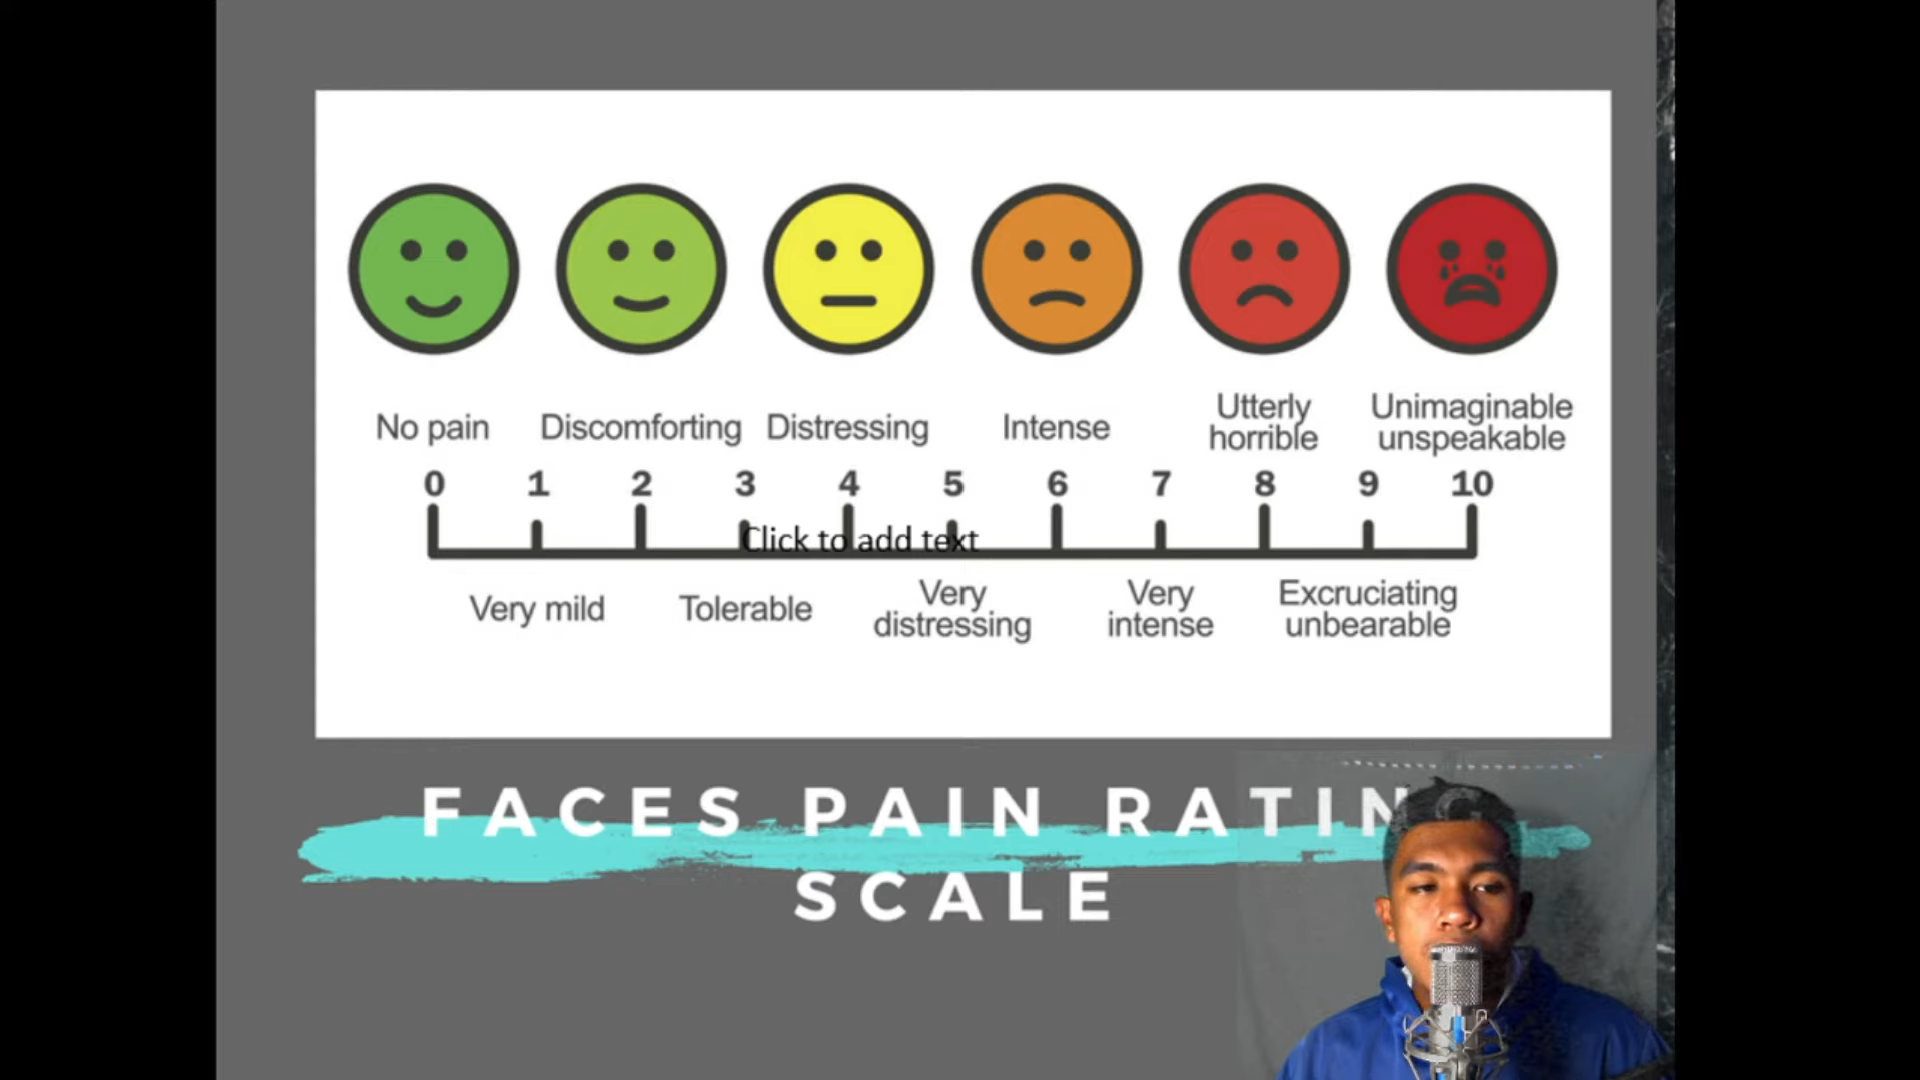 No pain Discomforting Distressing Intense Utterly horrible Unimaginable unspeakable
0 1 2 3 4 5 6 7 8 9 10
Click to add text
Very mild Tolerable Very distressing Very intense Excruciating unbearable
FACES PAIN RATING
SCALE